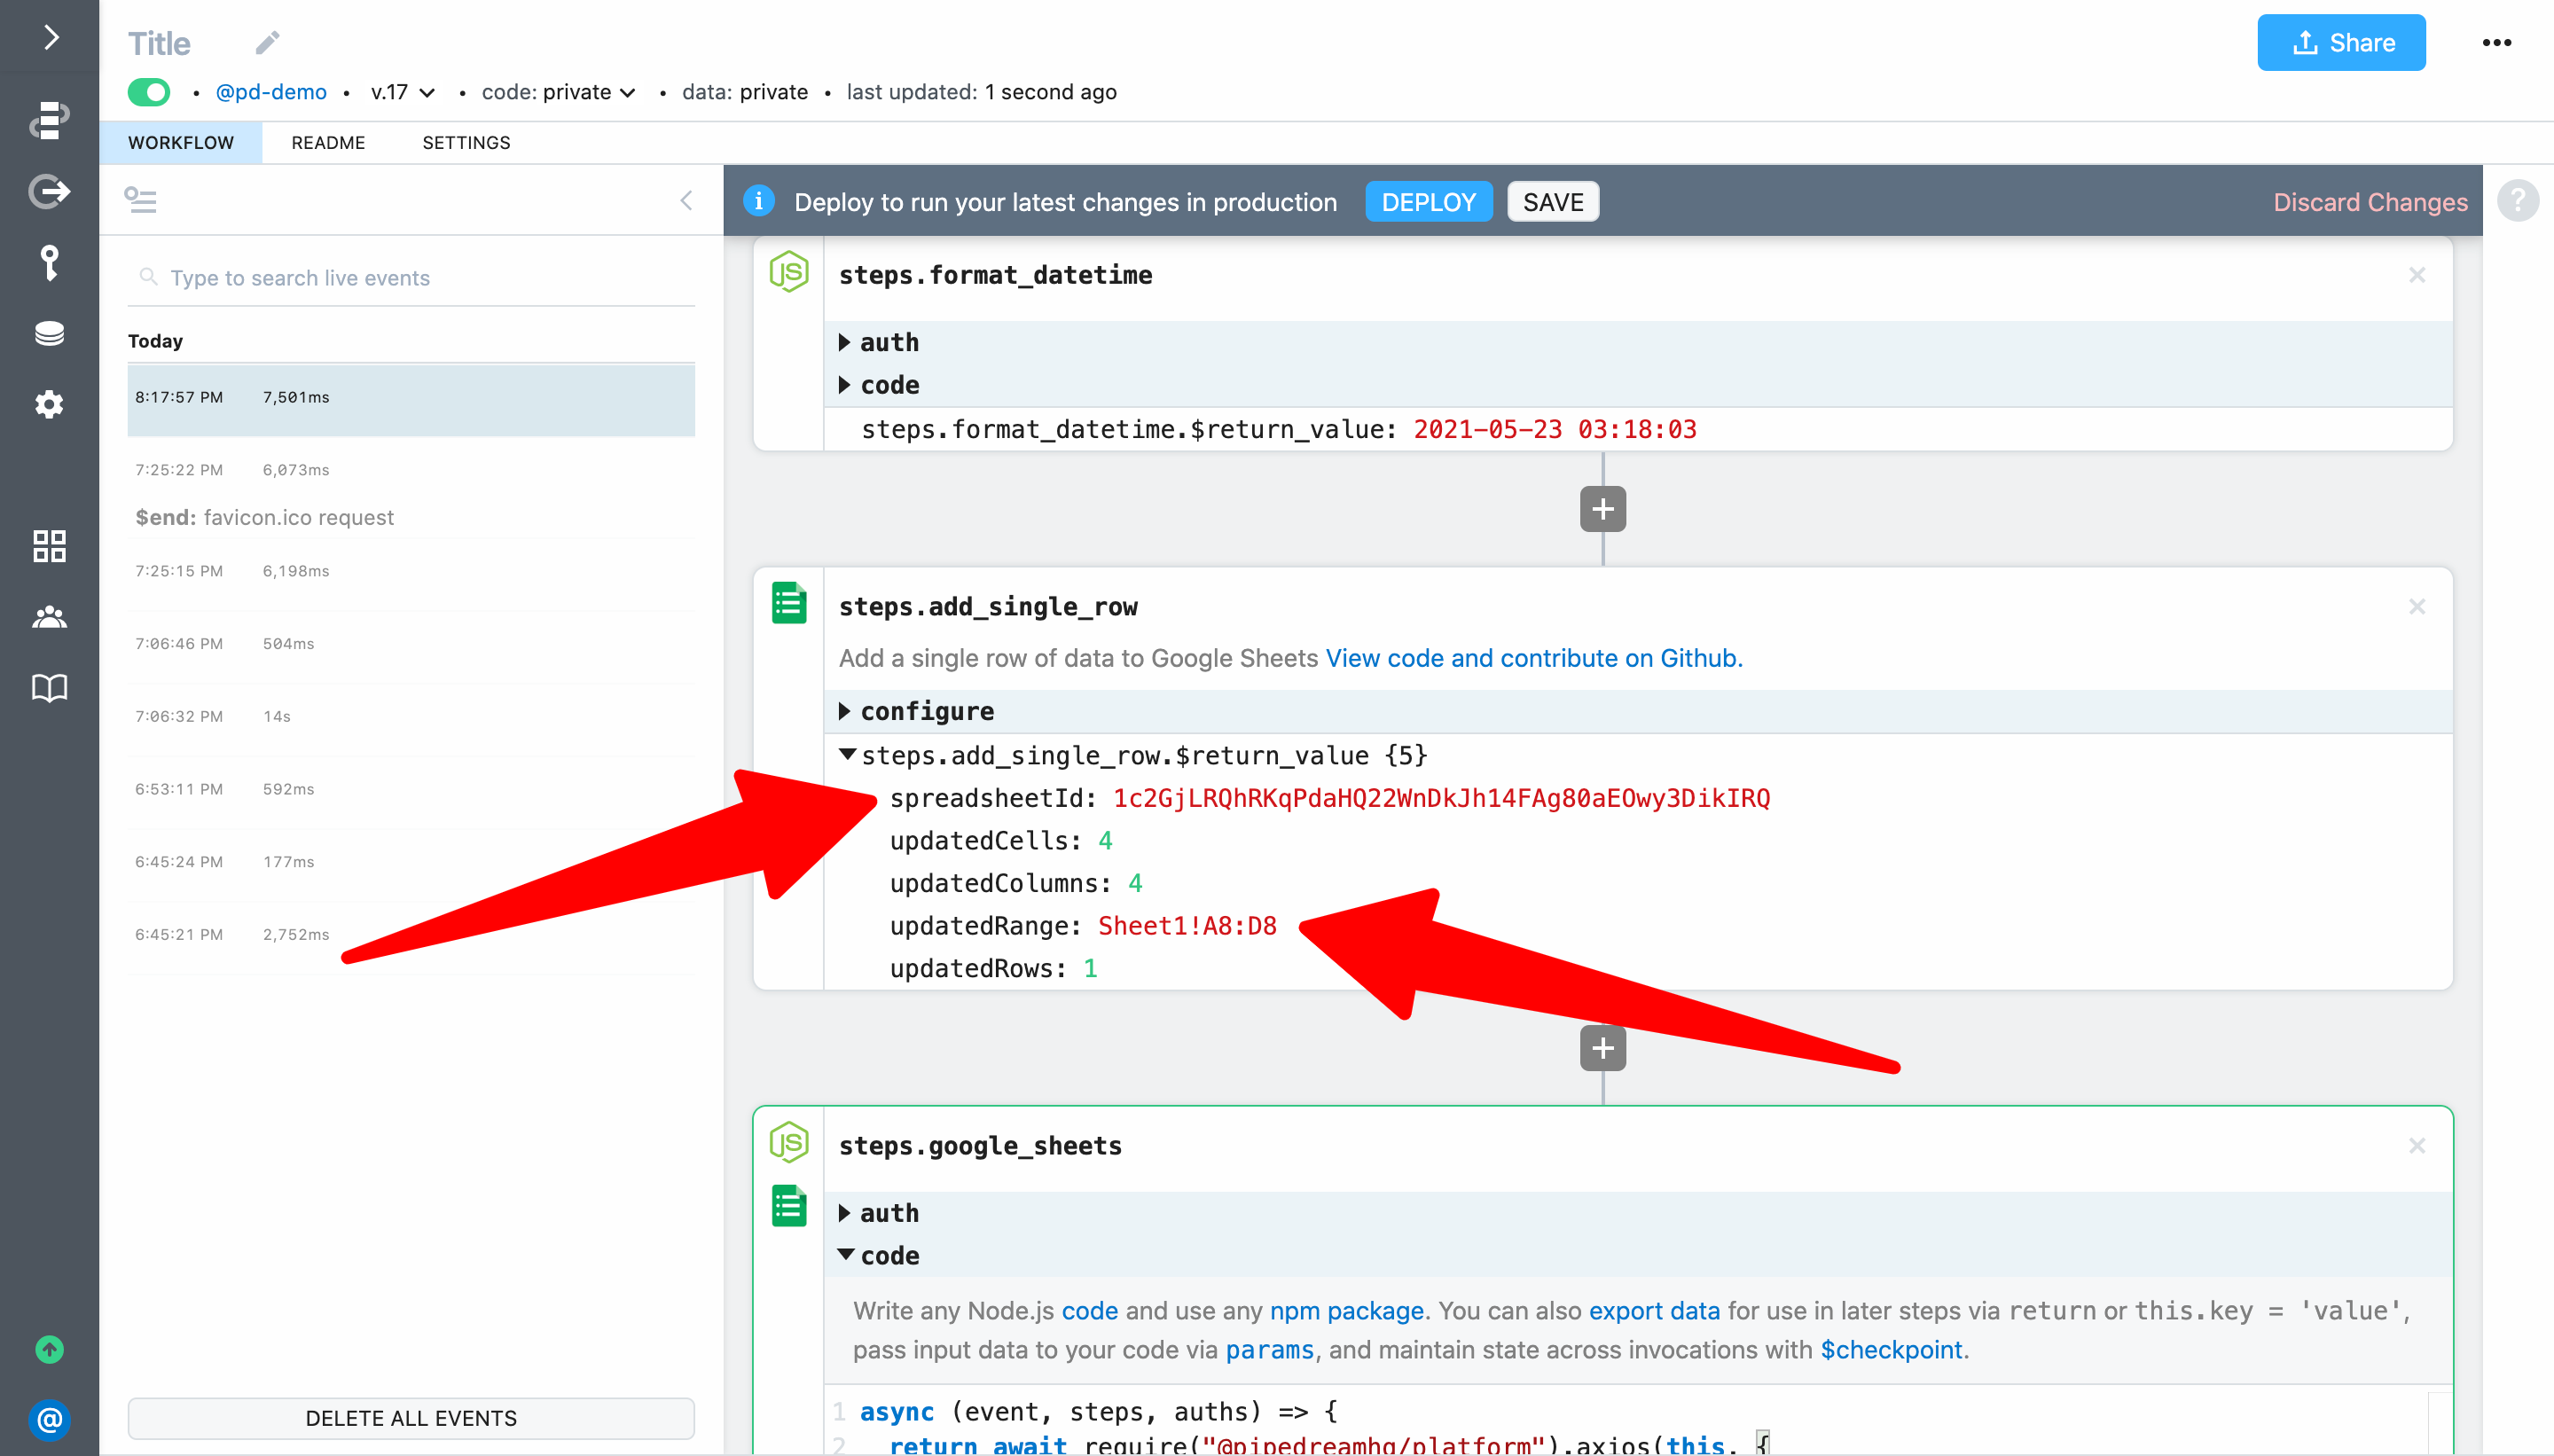 Title
Share
@pd-demo • v.17 • code: private • data: private • last updated: 1 second ago
WORKFLOW README SETTINGS
Deploy to run your latest changes in production DEPLOY SAVE Discard Changes ?
Type to search live events
Today
8:17:57 PM 7,501ms
7:25:22 PM 6,073ms
$end: favicon.ico request
7:25:15 PM 6,198ms
7:06:46 PM 504ms
7:06:32 PM 14s
6:53:11 PM 592ms
6:45:24 PM 177ms
6:45:21 PM 2,752ms
DELETE ALL EVENTS
JS
steps.format_datetime
auth
code
steps.format_datetime.$return_value: 2021-05-23 03:18:03
steps.add_single_row
Add a single row of data to Google Sheets View code and contribute on Github.
configure
steps.add_single_row.$return_value {5}
spreadsheetId: 1c2GjLRQhRKqPdaHQ22WnDkJh14FAg80aEOwy3DikIRQ
updatedCells: 4
updatedColumns: 4
updatedRange: Sheet1!A8:D8
updatedRows: 1
JS
steps.google_sheets
auth
code
Write any Node.js code and use any npm package. You can also export data for use in later steps via return or this.key = 'value',
pass input data to your code via params, and maintain state across invocations with $checkpoint.
1 async (event, steps, auths) => {
2 return await require("@pipedreamhq/platform").axios(this, {